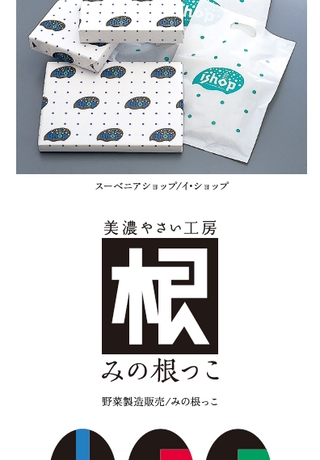 ishop
スーベニアショップ/イ・ショップ
美濃やさい工房
根
みの根っこ
野菜製造販売/みの根っこ